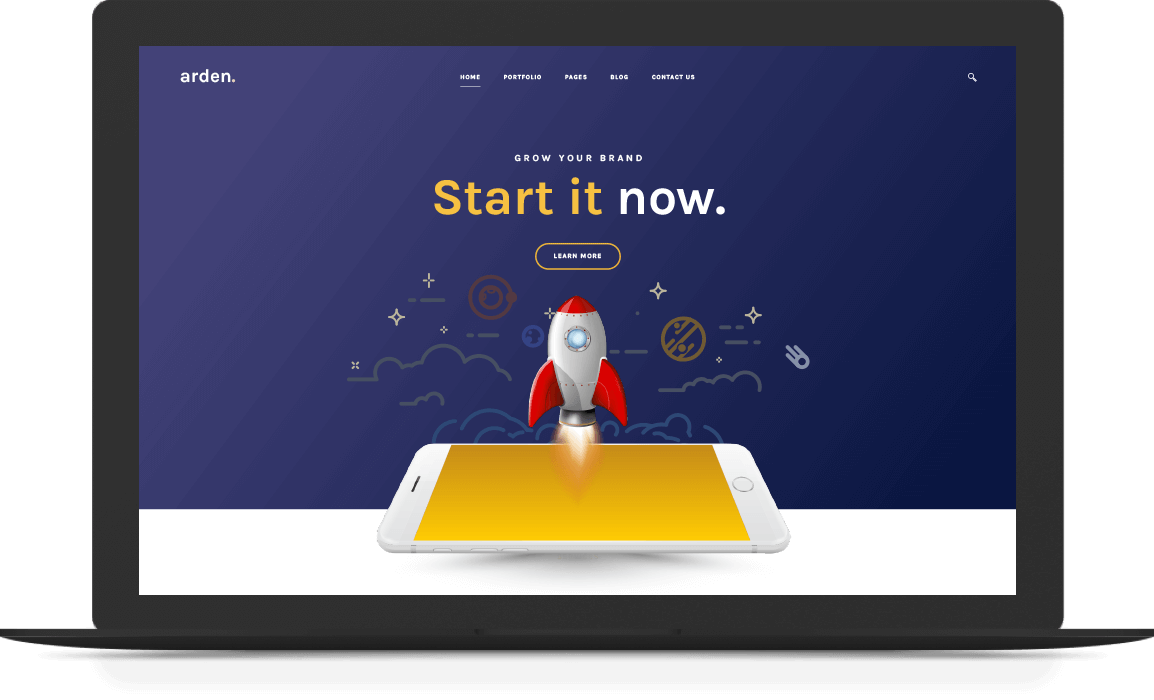 arden.
HOME PORTFOLIO PAGES BLOG CONTACT US
GROW YOUR BRAND
Start it now.
LEARN MORE